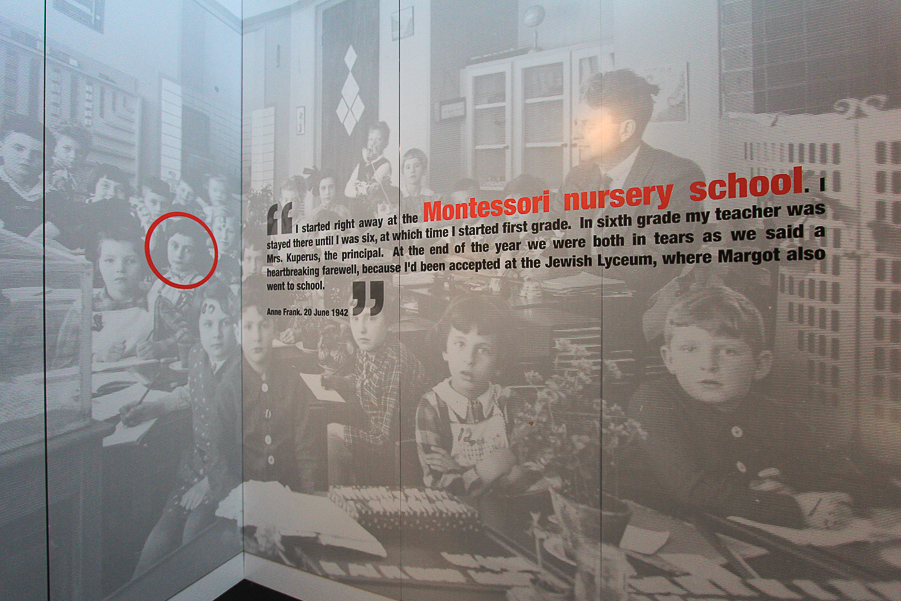 “ I started right away at the Montessori nursery school. I
stayed there until I was six, at which time I started first grade. In sixth grade my teacher was
Mrs. Kuperus, the principal. At the end of the year we were both in tears as we said a
heartbreaking farewell, because I'd been accepted at the Jewish Lyceum, where Margot also
went to school.
”
Anne Frank. 20 June 1942